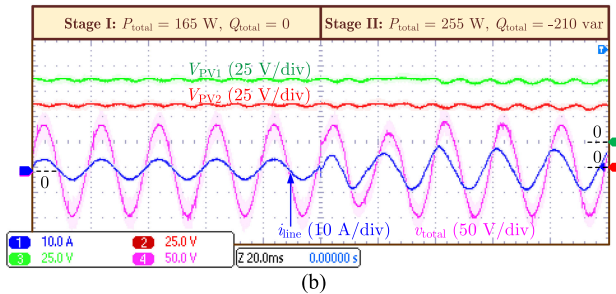 Stage I: P_total = 165 W, Q_total = 0
Stage II: P_total = 255 W, Q_total = -210 var
V_PV1 (25 V/div)
V_PV2 (25 V/div)
0
0
0
i_line (10 A/div)
v_total (50 V/div)
1 10.0 A
2 25.0 V
3 25.0 V
4 50.0 V
Z 20.0ms 0.00000 s
(b)